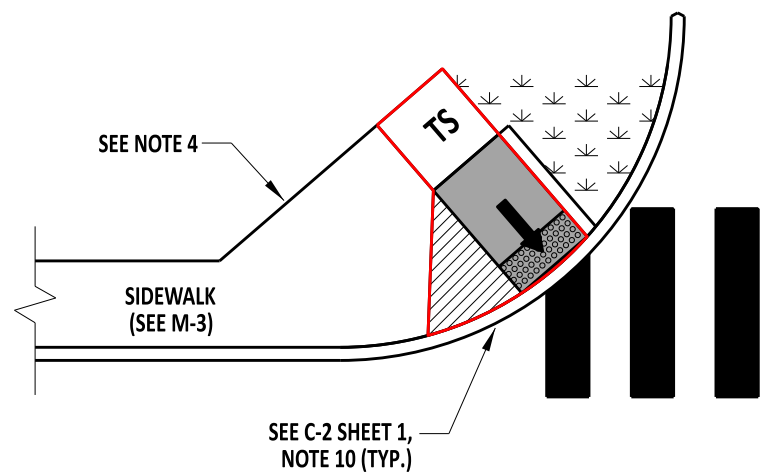 TS
SEE NOTE 4
SIDEWALK
(SEE M-3)
SEE C-2 SHEET 1,
NOTE 10 (TYP.)